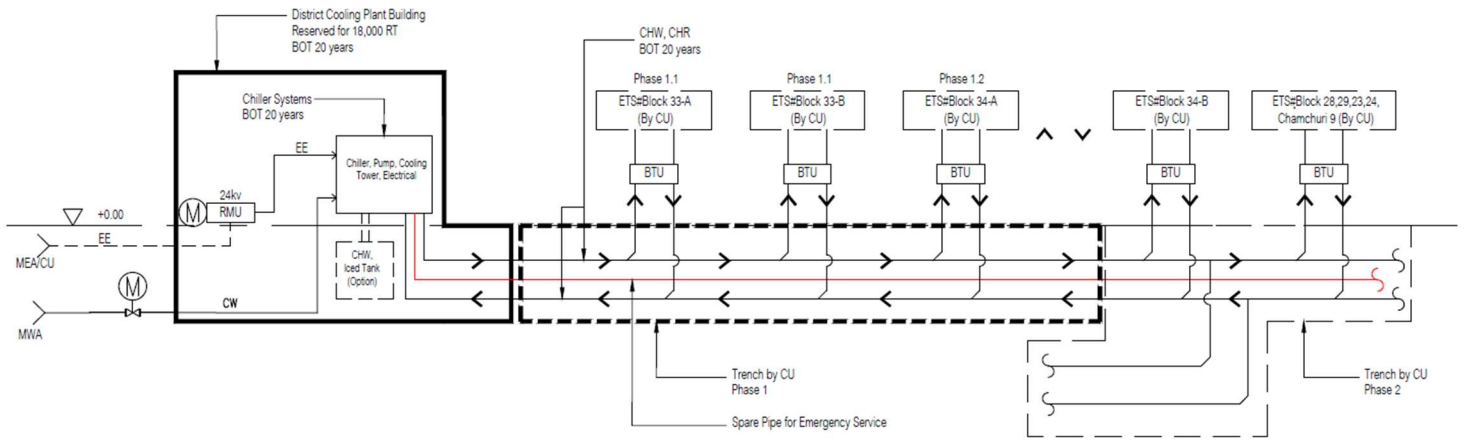 District Cooling Plant Building
Reserved for 18,000 RT
BOT 20 years
CHW, CHR
BOT 20 years
Chiller Systems
BOT 20 years
Phase 1.1
ETS#Block 33-A
(By CU)
Phase 1.1
ETS#Block 33-B
(By CU)
Phase 1.2
ETS#Block 34-A
(By CU)
ETS#Block 34-B
(By CU)
ETS#Block 28,29,23,24,
Chamchuri 9 (By CU)
EE
Chiller, Pump, Cooling
Tower, Electrical
BTU
BTU
BTU
BTU
BTU
24kv
M
RMU
+0.00
EE
MEA/CU
CHW,
Iced Tank
(Option)
M
CW
MWA
Trench by CU
Phase 1
Trench by CU
Phase 2
Spare Pipe for Emergency Service